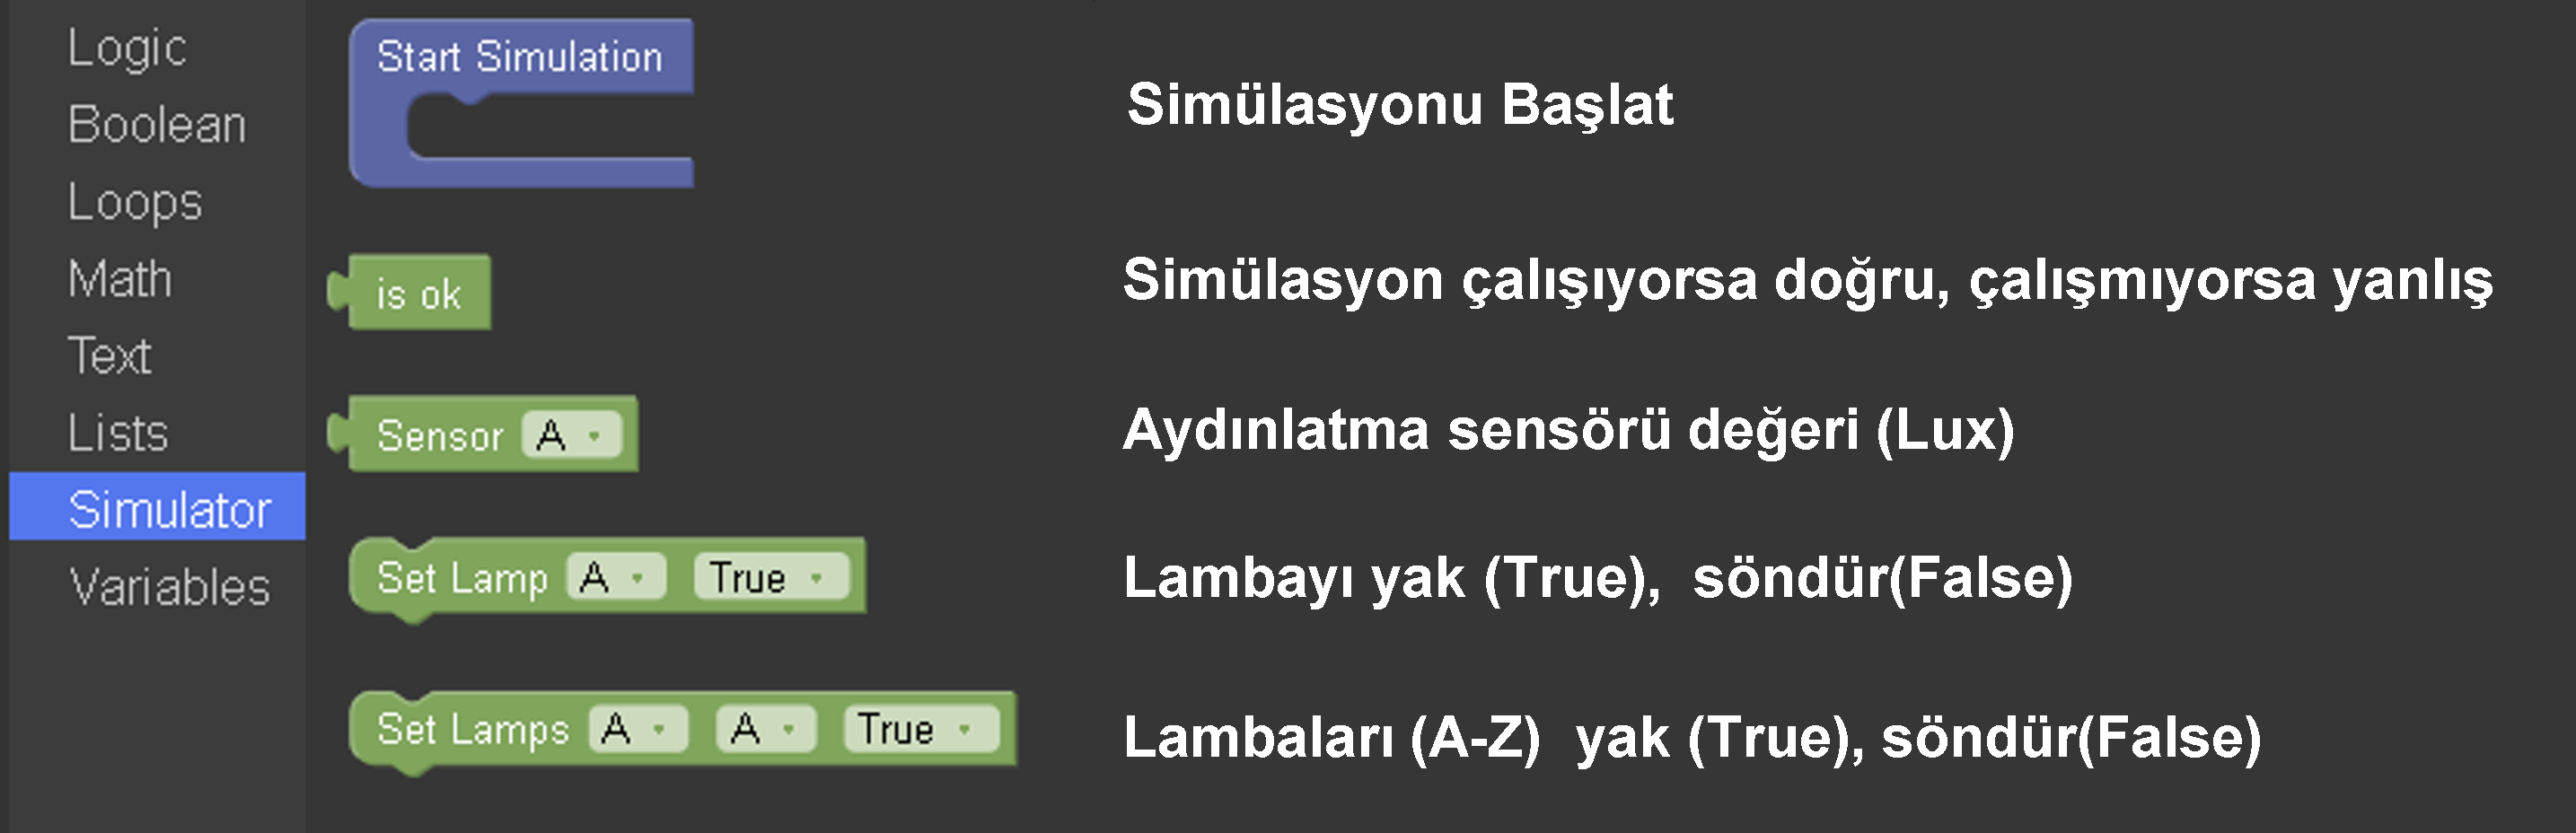 Logic
Boolean
Loops
Math
Text
Lists
Simulator
Variables
Start Simulation
Simülasyonu Başlat
is ok
Simülasyon çalışıyorsa doğru, çalışmıyorsa yanlış
Sensor A
Aydınlatma sensörü değeri (Lux)
Set Lamp A True
Lambayı yak (True), söndür(False)
Set Lamps A A True
Lambaları (A-Z) yak (True), söndür(False)